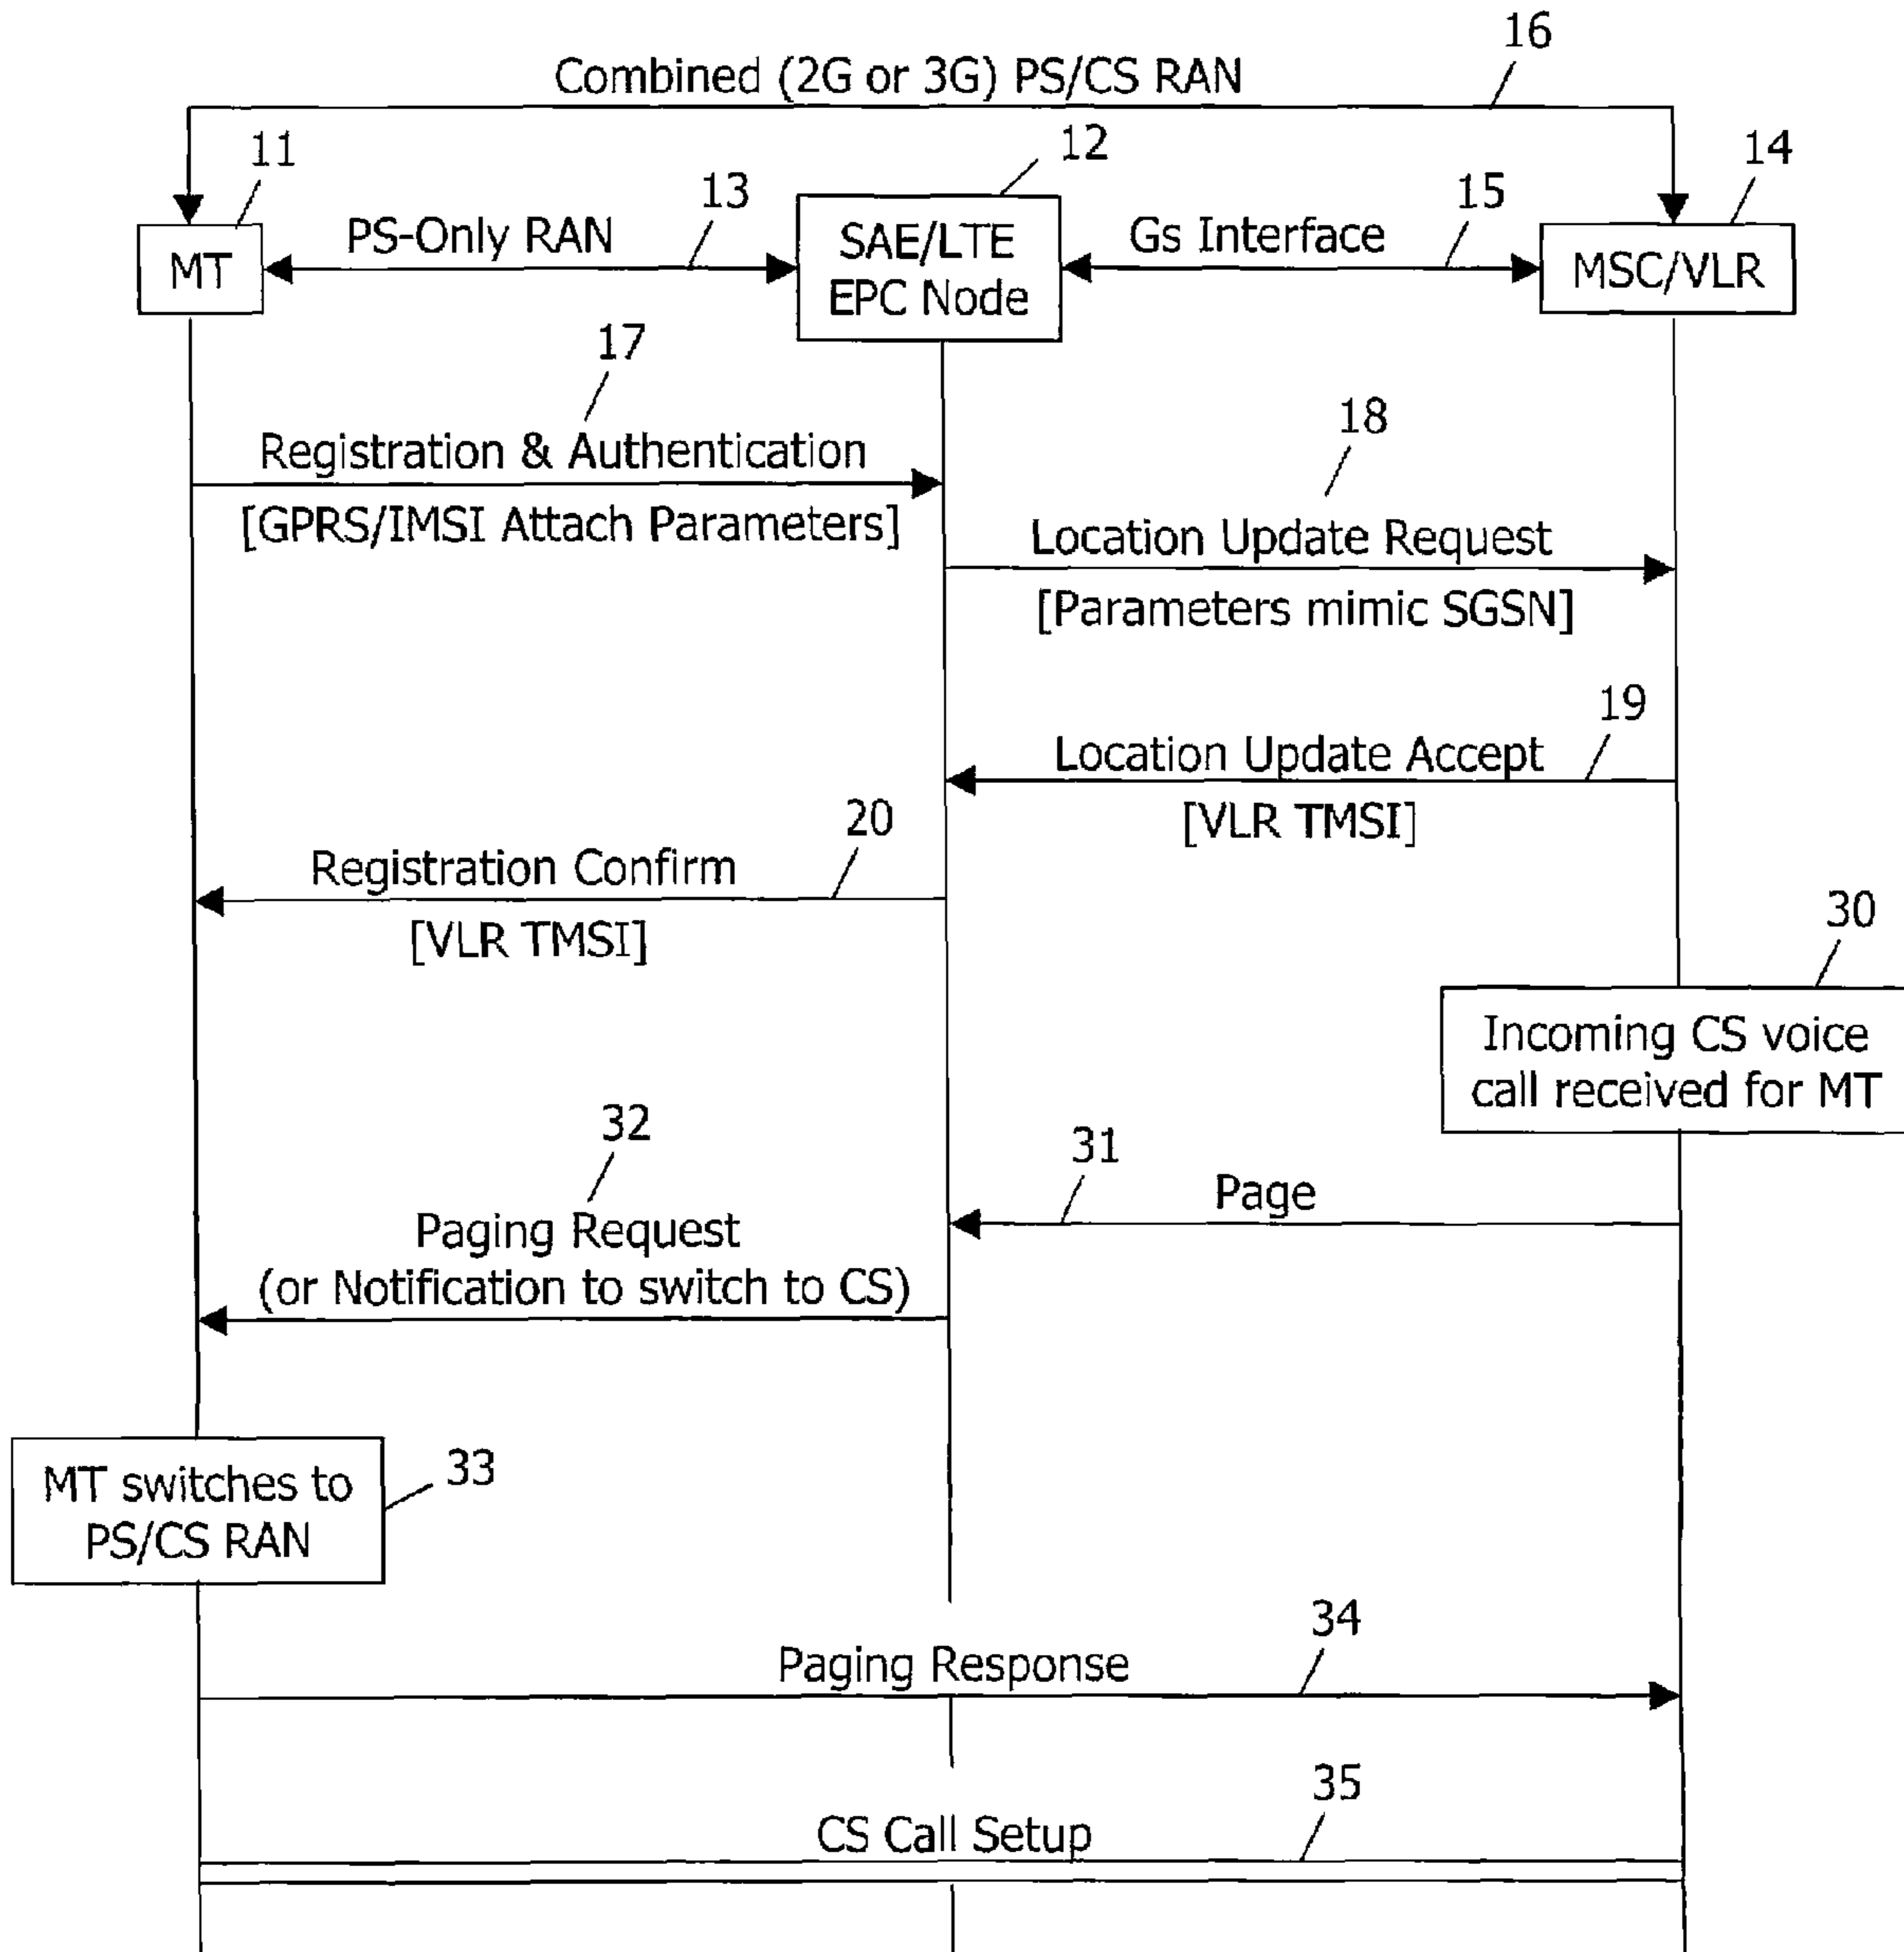 16
Combined (2G or 3G) PS/CS RAN
11
12
14
13
15
PS-Only RAN
Gs Interface
MT
SAE/LTE
EPC Node
MSC/VLR
17
18
Registration & Authentication
[GPRS/IMSI Attach Parameters]
Location Update Request
[Parameters mimic SGSN]
19
Location Update Accept
[VLR TMSI]
20
Registration Confirm
[VLR TMSI]
30
Incoming CS voice
call received for MT
31
Page
32
Paging Request
(or Notification to switch to CS)
MT switches to
PS/CS RAN
33
34
Paging Response
35
CS Call Setup